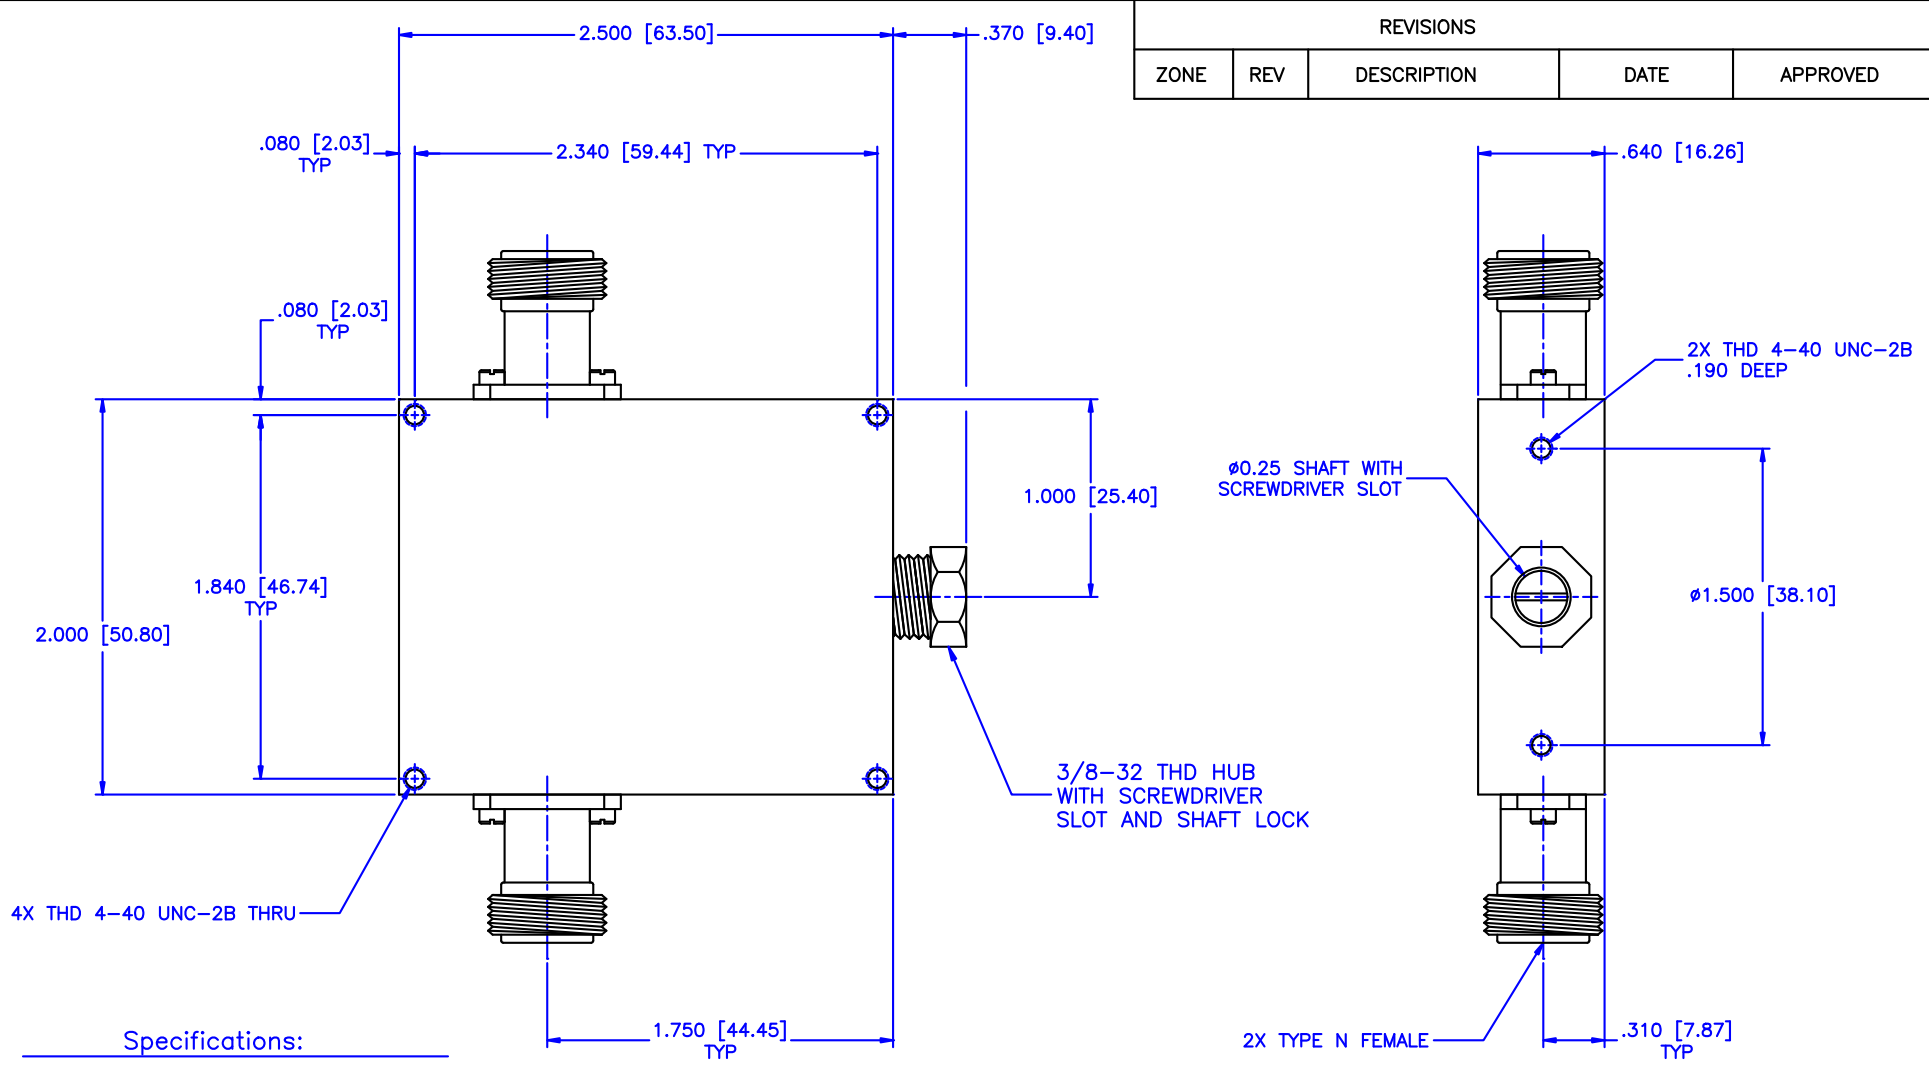 REVISIONS
ZONE REV DESCRIPTION DATE APPROVED
2.500 [63.50]
.370 [9.40]
.080 [2.03]
TYP
2.340 [59.44] TYP
.640 [16.26]
.080 [2.03]
TYP
2X THD 4-40 UNC-2B
.190 DEEP
ø0.25 SHAFT WITH
SCREWDRIVER SLOT
1.000 [25.40]
1.840 [46.74]
TYP
ø1.500 [38.10]
2.000 [50.80]
3/8-32 THD HUB
WITH SCREWDRIVER
SLOT AND SHAFT LOCK
4X THD 4-40 UNC-2B THRU
1.750 [44.45]
TYP
2X TYPE N FEMALE
.310 [7.87]
TYP
Specifications: